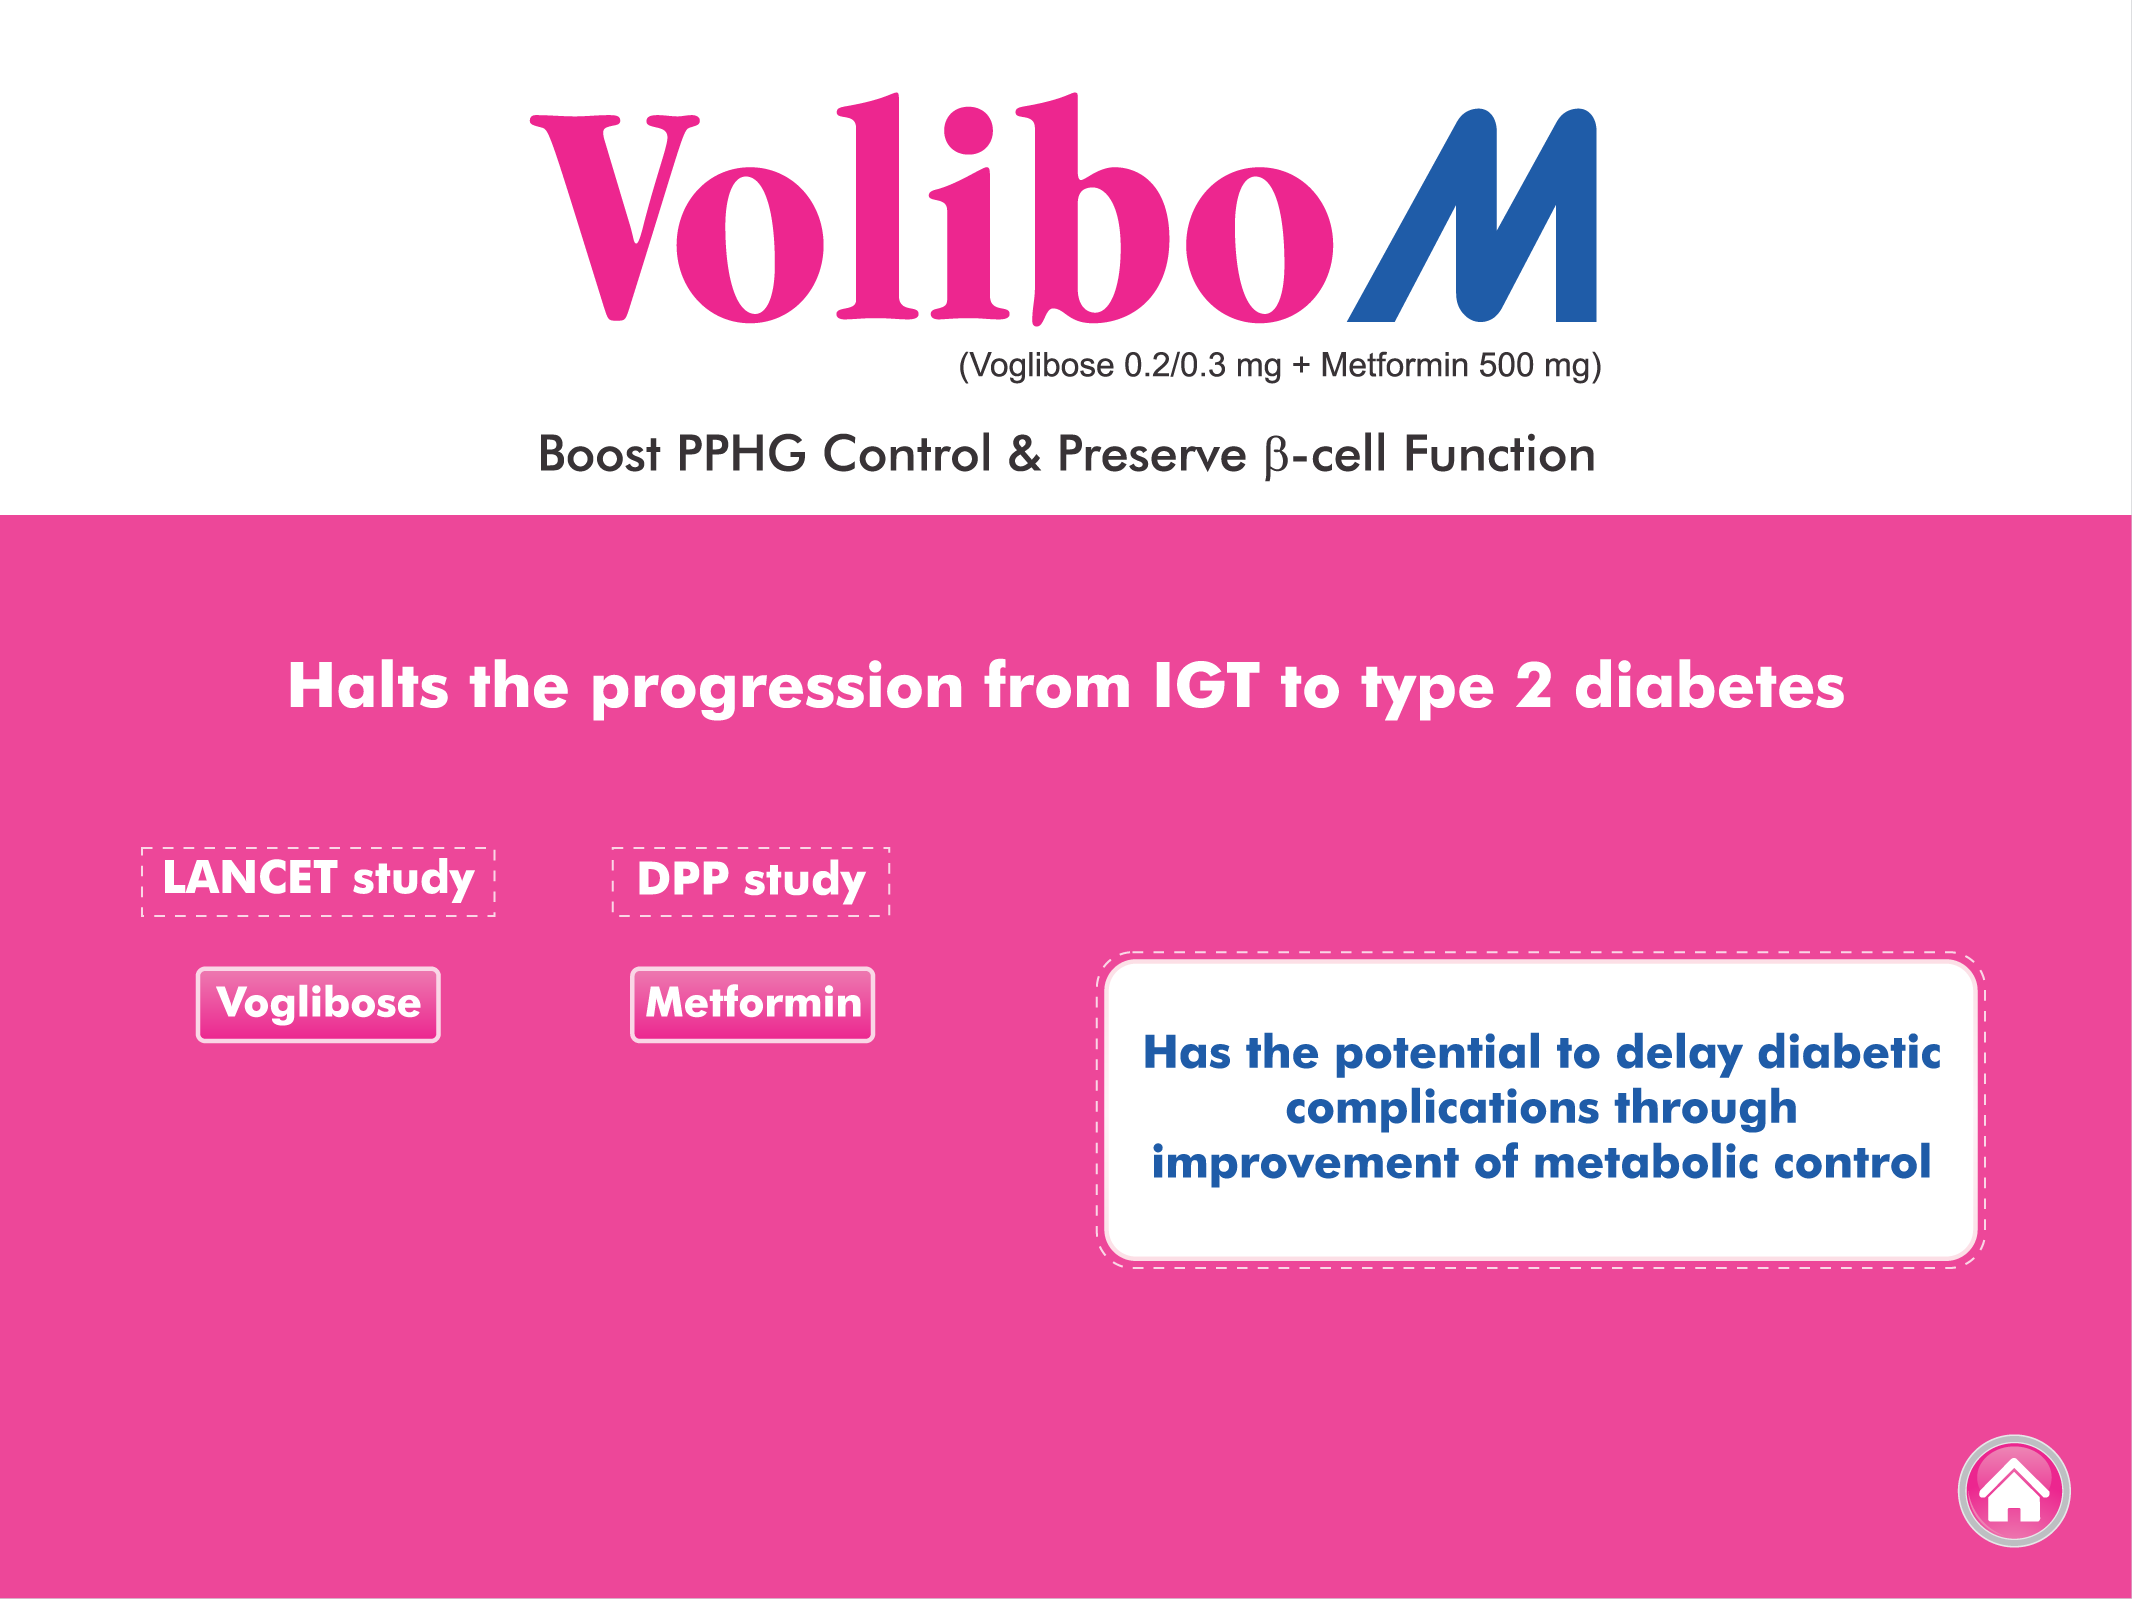 Volibo M
(Voglibose 0.2/0.3 mg + Metformin 500 mg)
Boost PPHG Control & Preserve β-cell Function
Halts the progression from IGT to type 2 diabetes
LANCET study
DPP study
Voglibose
Metformin
Has the potential to delay diabetic
complications through
improvement of metabolic control